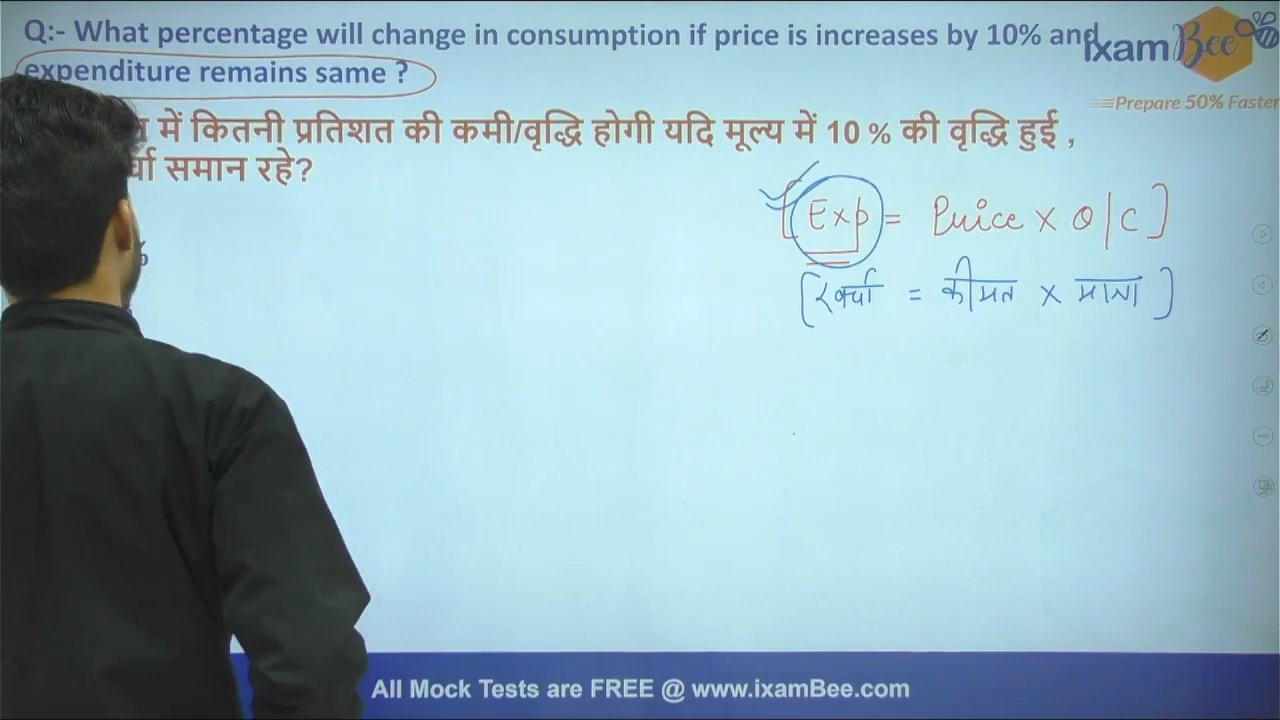 Q:- What percentage will change in consumption if price is increases by 10% and
expenditure remains same ?
ixamBee
Prepare 50% Faster
में कितनी प्रतिशत की कमी/वृद्धि होगी यदि मूल्य में 10 % की वृद्धि हुई ,
समान रहे?
[Exp = Price × Q/C]
[खर्चा = कीमत × मात्रा]
%
All Mock Tests are FREE @ www.ixamBee.com